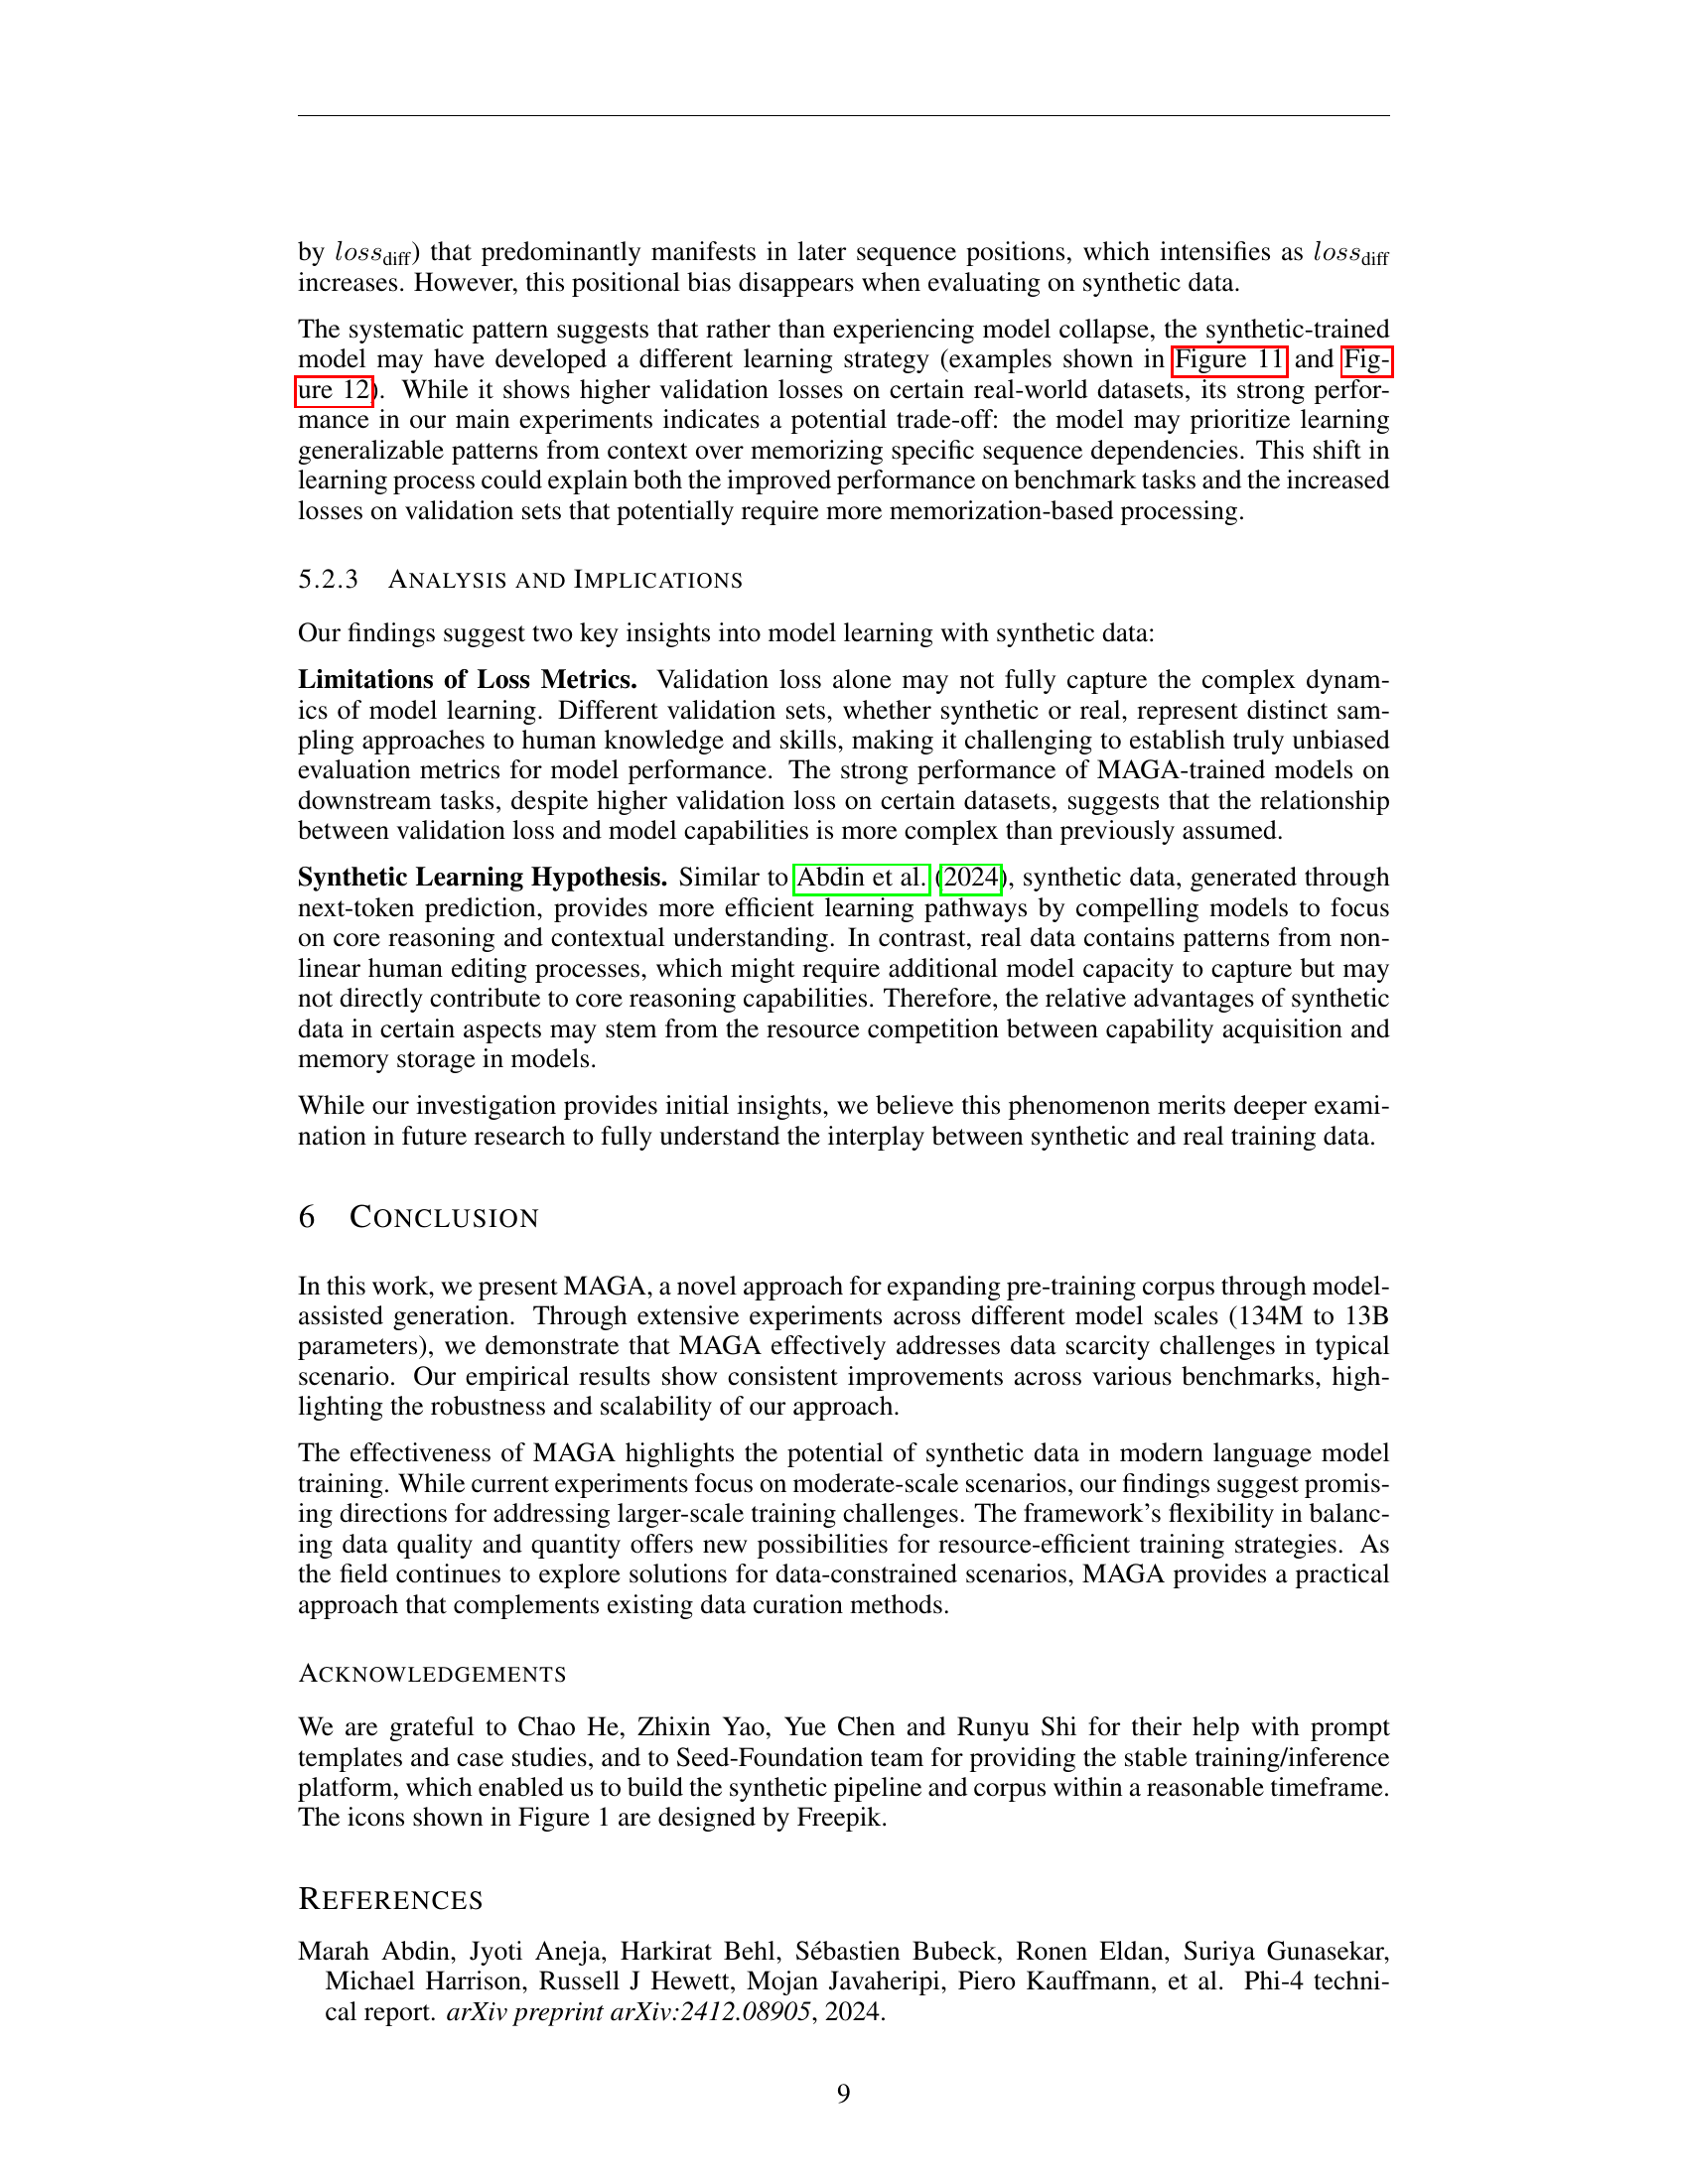 by loss_diff) that predominantly manifests in later sequence positions, which intensifies as loss_diff
increases. However, this positional bias disappears when evaluating on synthetic data.
The systematic pattern suggests that rather than experiencing model collapse, the synthetic-trained
model may have developed a different learning strategy (examples shown in Figure 11 and Fig-
ure 12). While it shows higher validation losses on certain real-world datasets, its strong perfor-
mance in our main experiments indicates a potential trade-off: the model may prioritize learning
generalizable patterns from context over memorizing specific sequence dependencies. This shift in
learning process could explain both the improved performance on benchmark tasks and the increased
losses on validation sets that potentially require more memorization-based processing.
5.2.3 ANALYSIS AND IMPLICATIONS
Our findings suggest two key insights into model learning with synthetic data:
Limitations of Loss Metrics. Validation loss alone may not fully capture the complex dynam-
ics of model learning. Different validation sets, whether synthetic or real, represent distinct sam-
pling approaches to human knowledge and skills, making it challenging to establish truly unbiased
evaluation metrics for model performance. The strong performance of MAGA-trained models on
downstream tasks, despite higher validation loss on certain datasets, suggests that the relationship
between validation loss and model capabilities is more complex than previously assumed.
Synthetic Learning Hypothesis. Similar to Abdin et al. (2024), synthetic data, generated through
next-token prediction, provides more efficient learning pathways by compelling models to focus
on core reasoning and contextual understanding. In contrast, real data contains patterns from non-
linear human editing processes, which might require additional model capacity to capture but may
not directly contribute to core reasoning capabilities. Therefore, the relative advantages of synthetic
data in certain aspects may stem from the resource competition between capability acquisition and
memory storage in models.
While our investigation provides initial insights, we believe this phenomenon merits deeper exami-
nation in future research to fully understand the interplay between synthetic and real training data.
6 CONCLUSION
In this work, we present MAGA, a novel approach for expanding pre-training corpus through model-
assisted generation. Through extensive experiments across different model scales (134M to 13B
parameters), we demonstrate that MAGA effectively addresses data scarcity challenges in typical
scenario. Our empirical results show consistent improvements across various benchmarks, high-
lighting the robustness and scalability of our approach.
The effectiveness of MAGA highlights the potential of synthetic data in modern language model
training. While current experiments focus on moderate-scale scenarios, our findings suggest promis-
ing directions for addressing larger-scale training challenges. The framework's flexibility in balanc-
ing data quality and quantity offers new possibilities for resource-efficient training strategies. As
the field continues to explore solutions for data-constrained scenarios, MAGA provides a practical
approach that complements existing data curation methods.
ACKNOWLEDGEMENTS
We are grateful to Chao He, Zhixin Yao, Yue Chen and Runyu Shi for their help with prompt
templates and case studies, and to Seed-Foundation team for providing the stable training/inference
platform, which enabled us to build the synthetic pipeline and corpus within a reasonable timeframe.
The icons shown in Figure 1 are designed by Freepik.
REFERENCES
Marah Abdin, Jyoti Aneja, Harkirat Behl, Sébastien Bubeck, Ronen Eldan, Suriya Gunasekar,
Michael Harrison, Russell J Hewett, Mojan Javaheripi, Piero Kauffmann, et al. Phi-4 techni-
cal report. arXiv preprint arXiv:2412.08905, 2024.
9